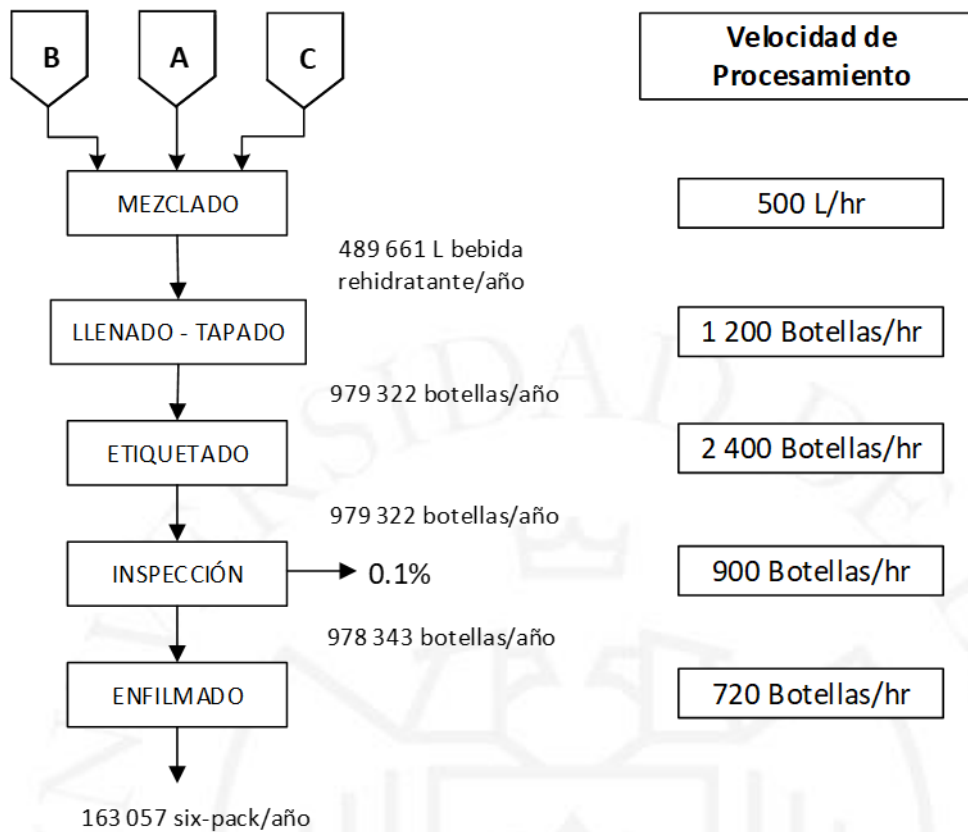 B
A
C
Velocidad de
Procesamiento
MEZCLADO
500 L/hr
489 661 L bebida
rehidratante/año
LLENADO - TAPADO
1 200 Botellas/hr
979 322 botellas/año
ETIQUETADO
2 400 Botellas/hr
979 322 botellas/año
INSPECCIÓN
0.1%
900 Botellas/hr
978 343 botellas/año
ENFILMADO
720 Botellas/hr
163 057 six-pack/año
UNIVERSIDAD DE